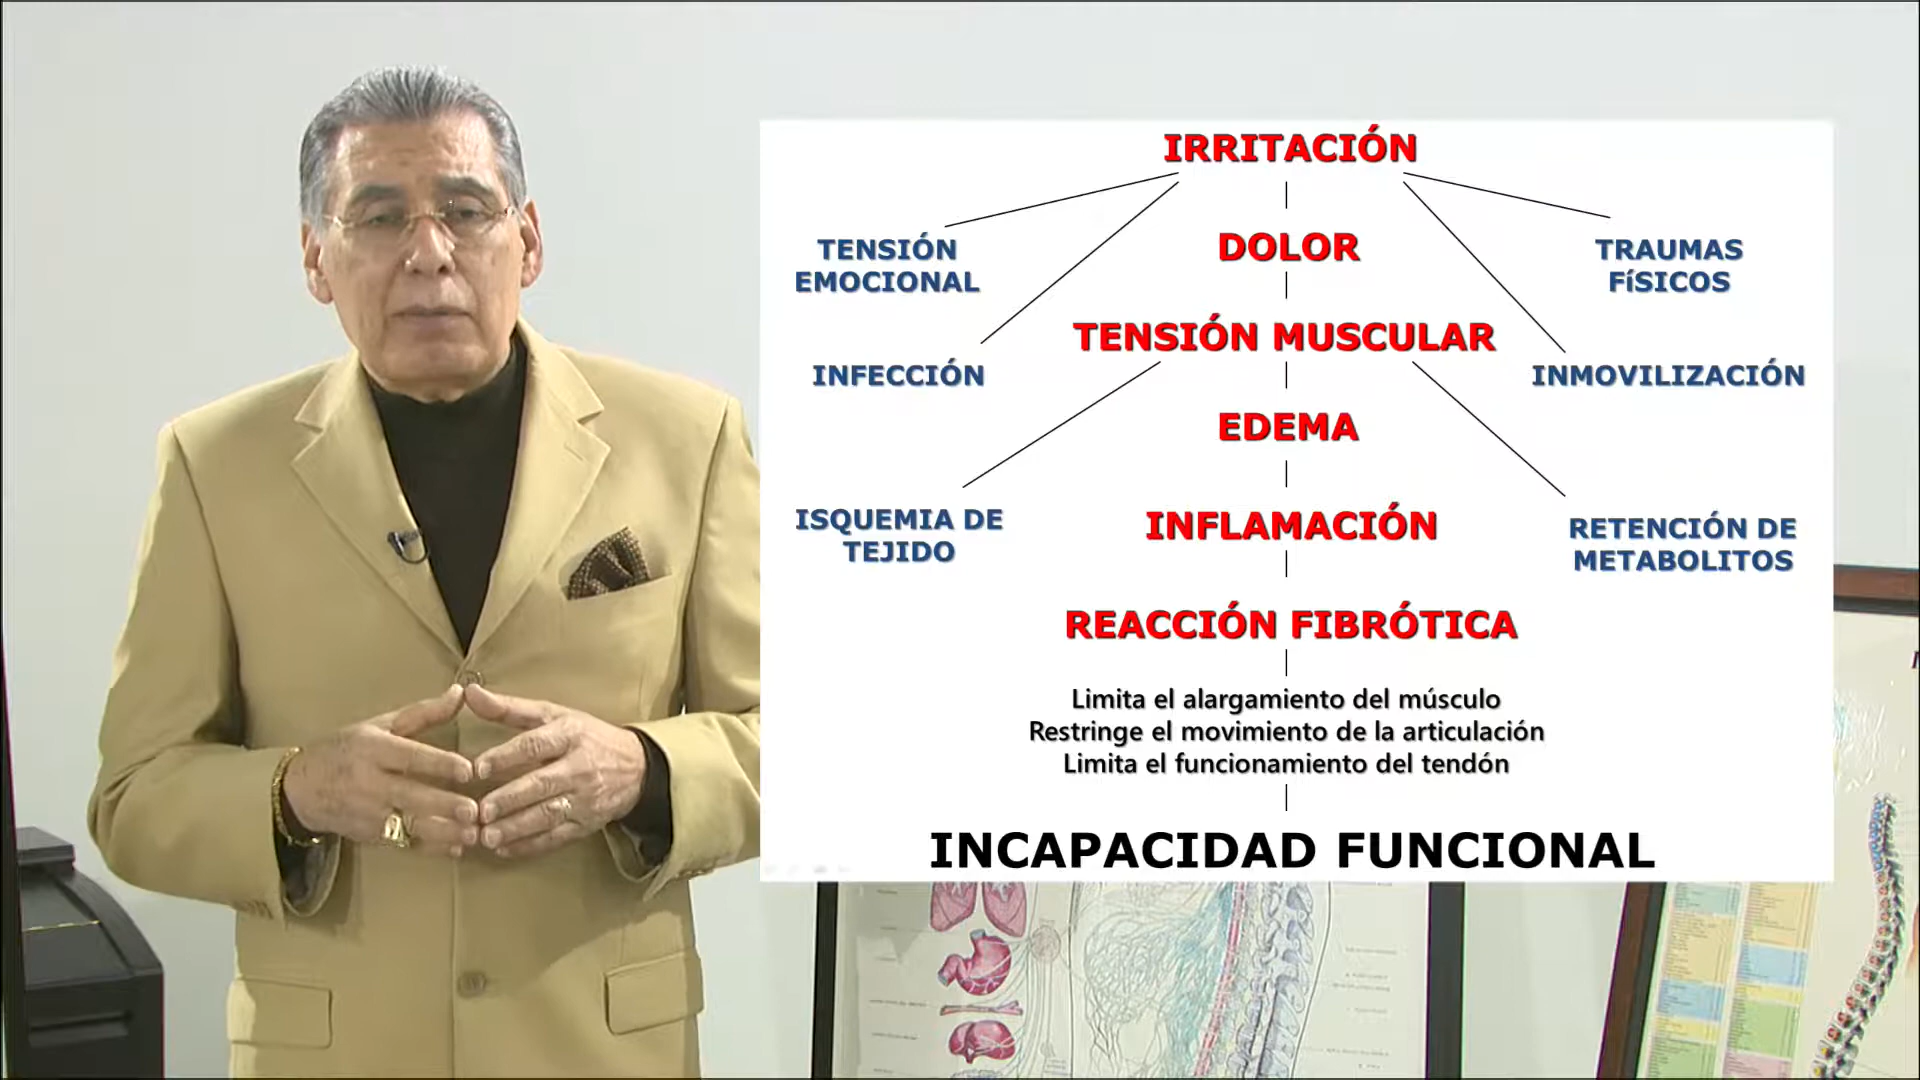 IRRITACIÓN
DOLOR
TENSIÓN
EMOCIONAL
TRAUMAS
FíSICOS
TENSIÓN MUSCULAR
INFECCIÓN
INMOVILIZACIÓN
EDEMA
ISQUEMIA DE
TEJIDO
INFLAMACIÓN
RETENCIÓN DE
METABOLITOS
REACCIÓN FIBRÓTICA
Limita el alargamiento del músculo
Restringe el movimiento de la articulación
Limita el funcionamiento del tendón
INCAPACIDAD FUNCIONAL